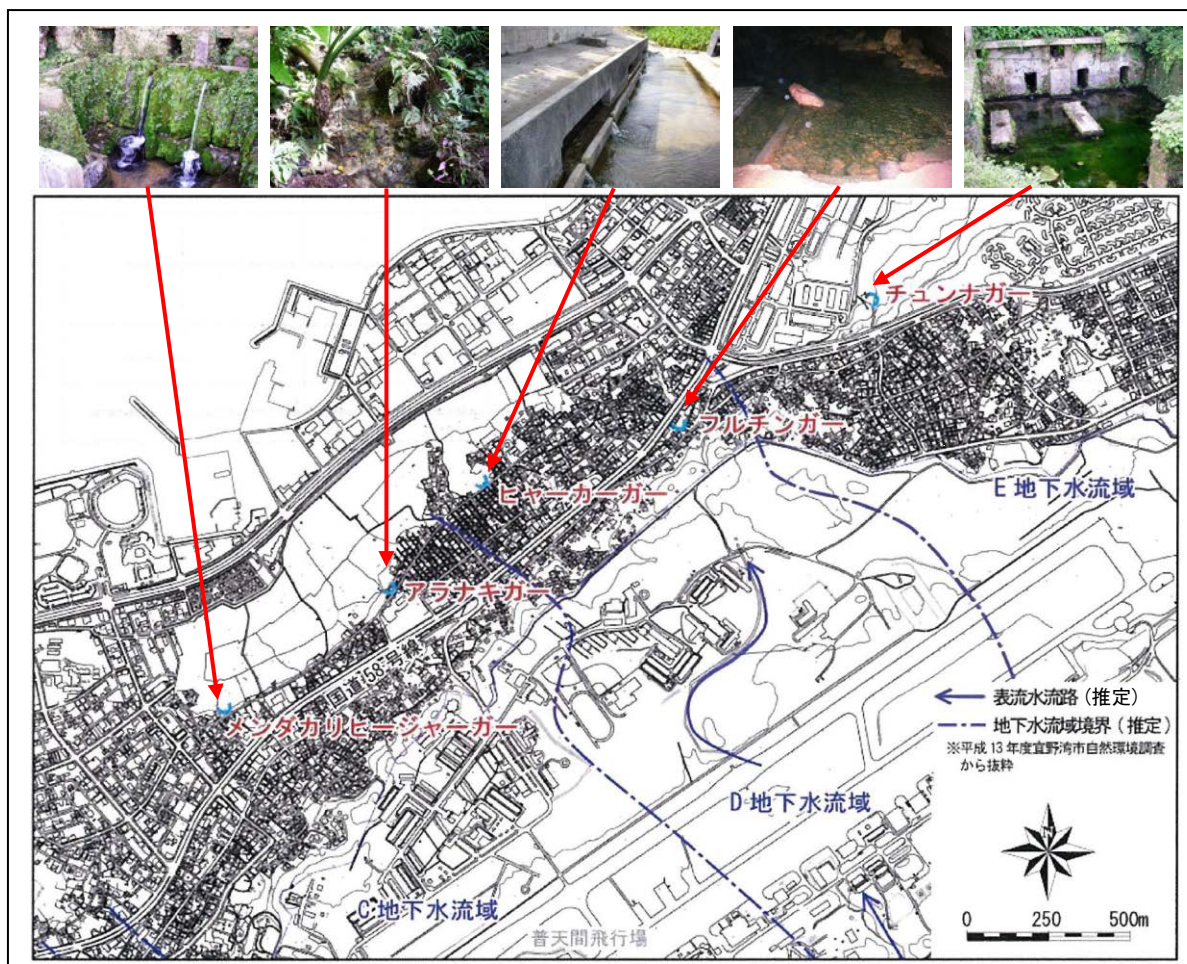 チュンナガー
フルチンガー
E地下水流域
ヒャーカーガー
アラナキガー
国道58号線
メンダカリヒージャーガー
表流水流路(推定)
地下水流域境界(推定)
※平成13年度宜野湾市自然環境調査
から抜粋
D地下水流域
C地下水流域
普天間飛行場
N
0 250 500m